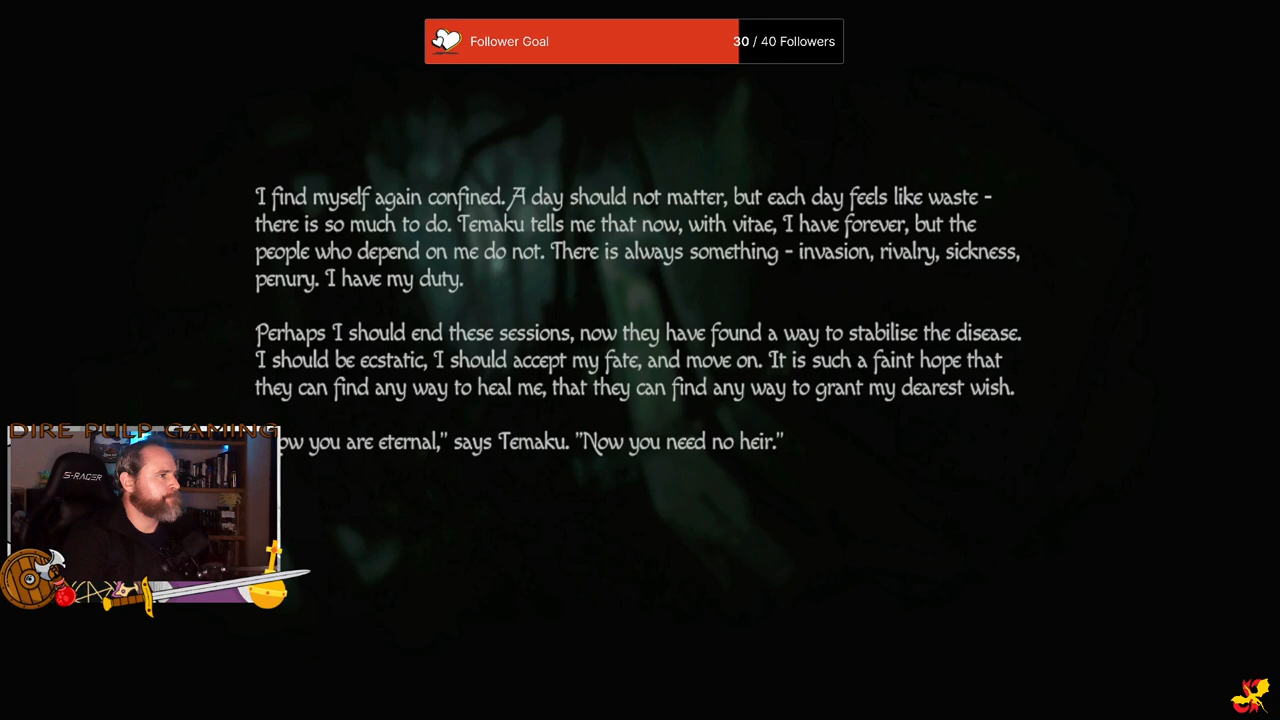 Follower Goal
30 / 40 Followers
I find myself again confined. A day should not matter, but each day feels like waste -
there is so much to do. Temaku tells me that now, with vitae, I have forever, but the
people who depend on me do not. There is always something - invasion, rivalry, sickness,
penury. I have my duty.
Perhaps I should end these sessions, now they have found a way to stabilise the disease.
I should be ecstatic, I should accept my fate, and move on. It is such a faint hope that
they can find any way to heal me, that they can find any way to grant my dearest wish.
you are eternal," says Temaku. "Now you need no heir."
DIRE PULP GAMING
S-RACER